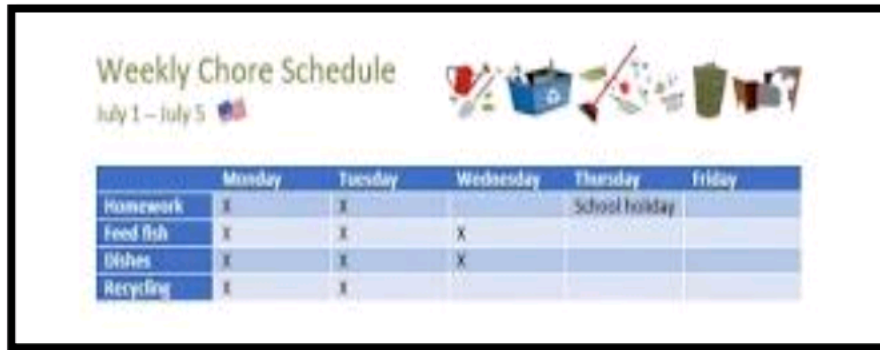 Weekly Chore Schedule
July 1 – July 5
Monday Tuesday Wednesday Thursday Friday
Homework X X School holiday
Feed fish X X X
Dishes X X X
Recycling X X